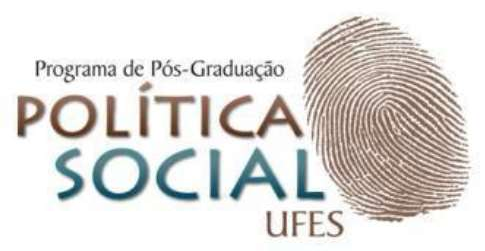 Programa de Pós-Graduação
POLÍTICA
SOCIAL
UFES